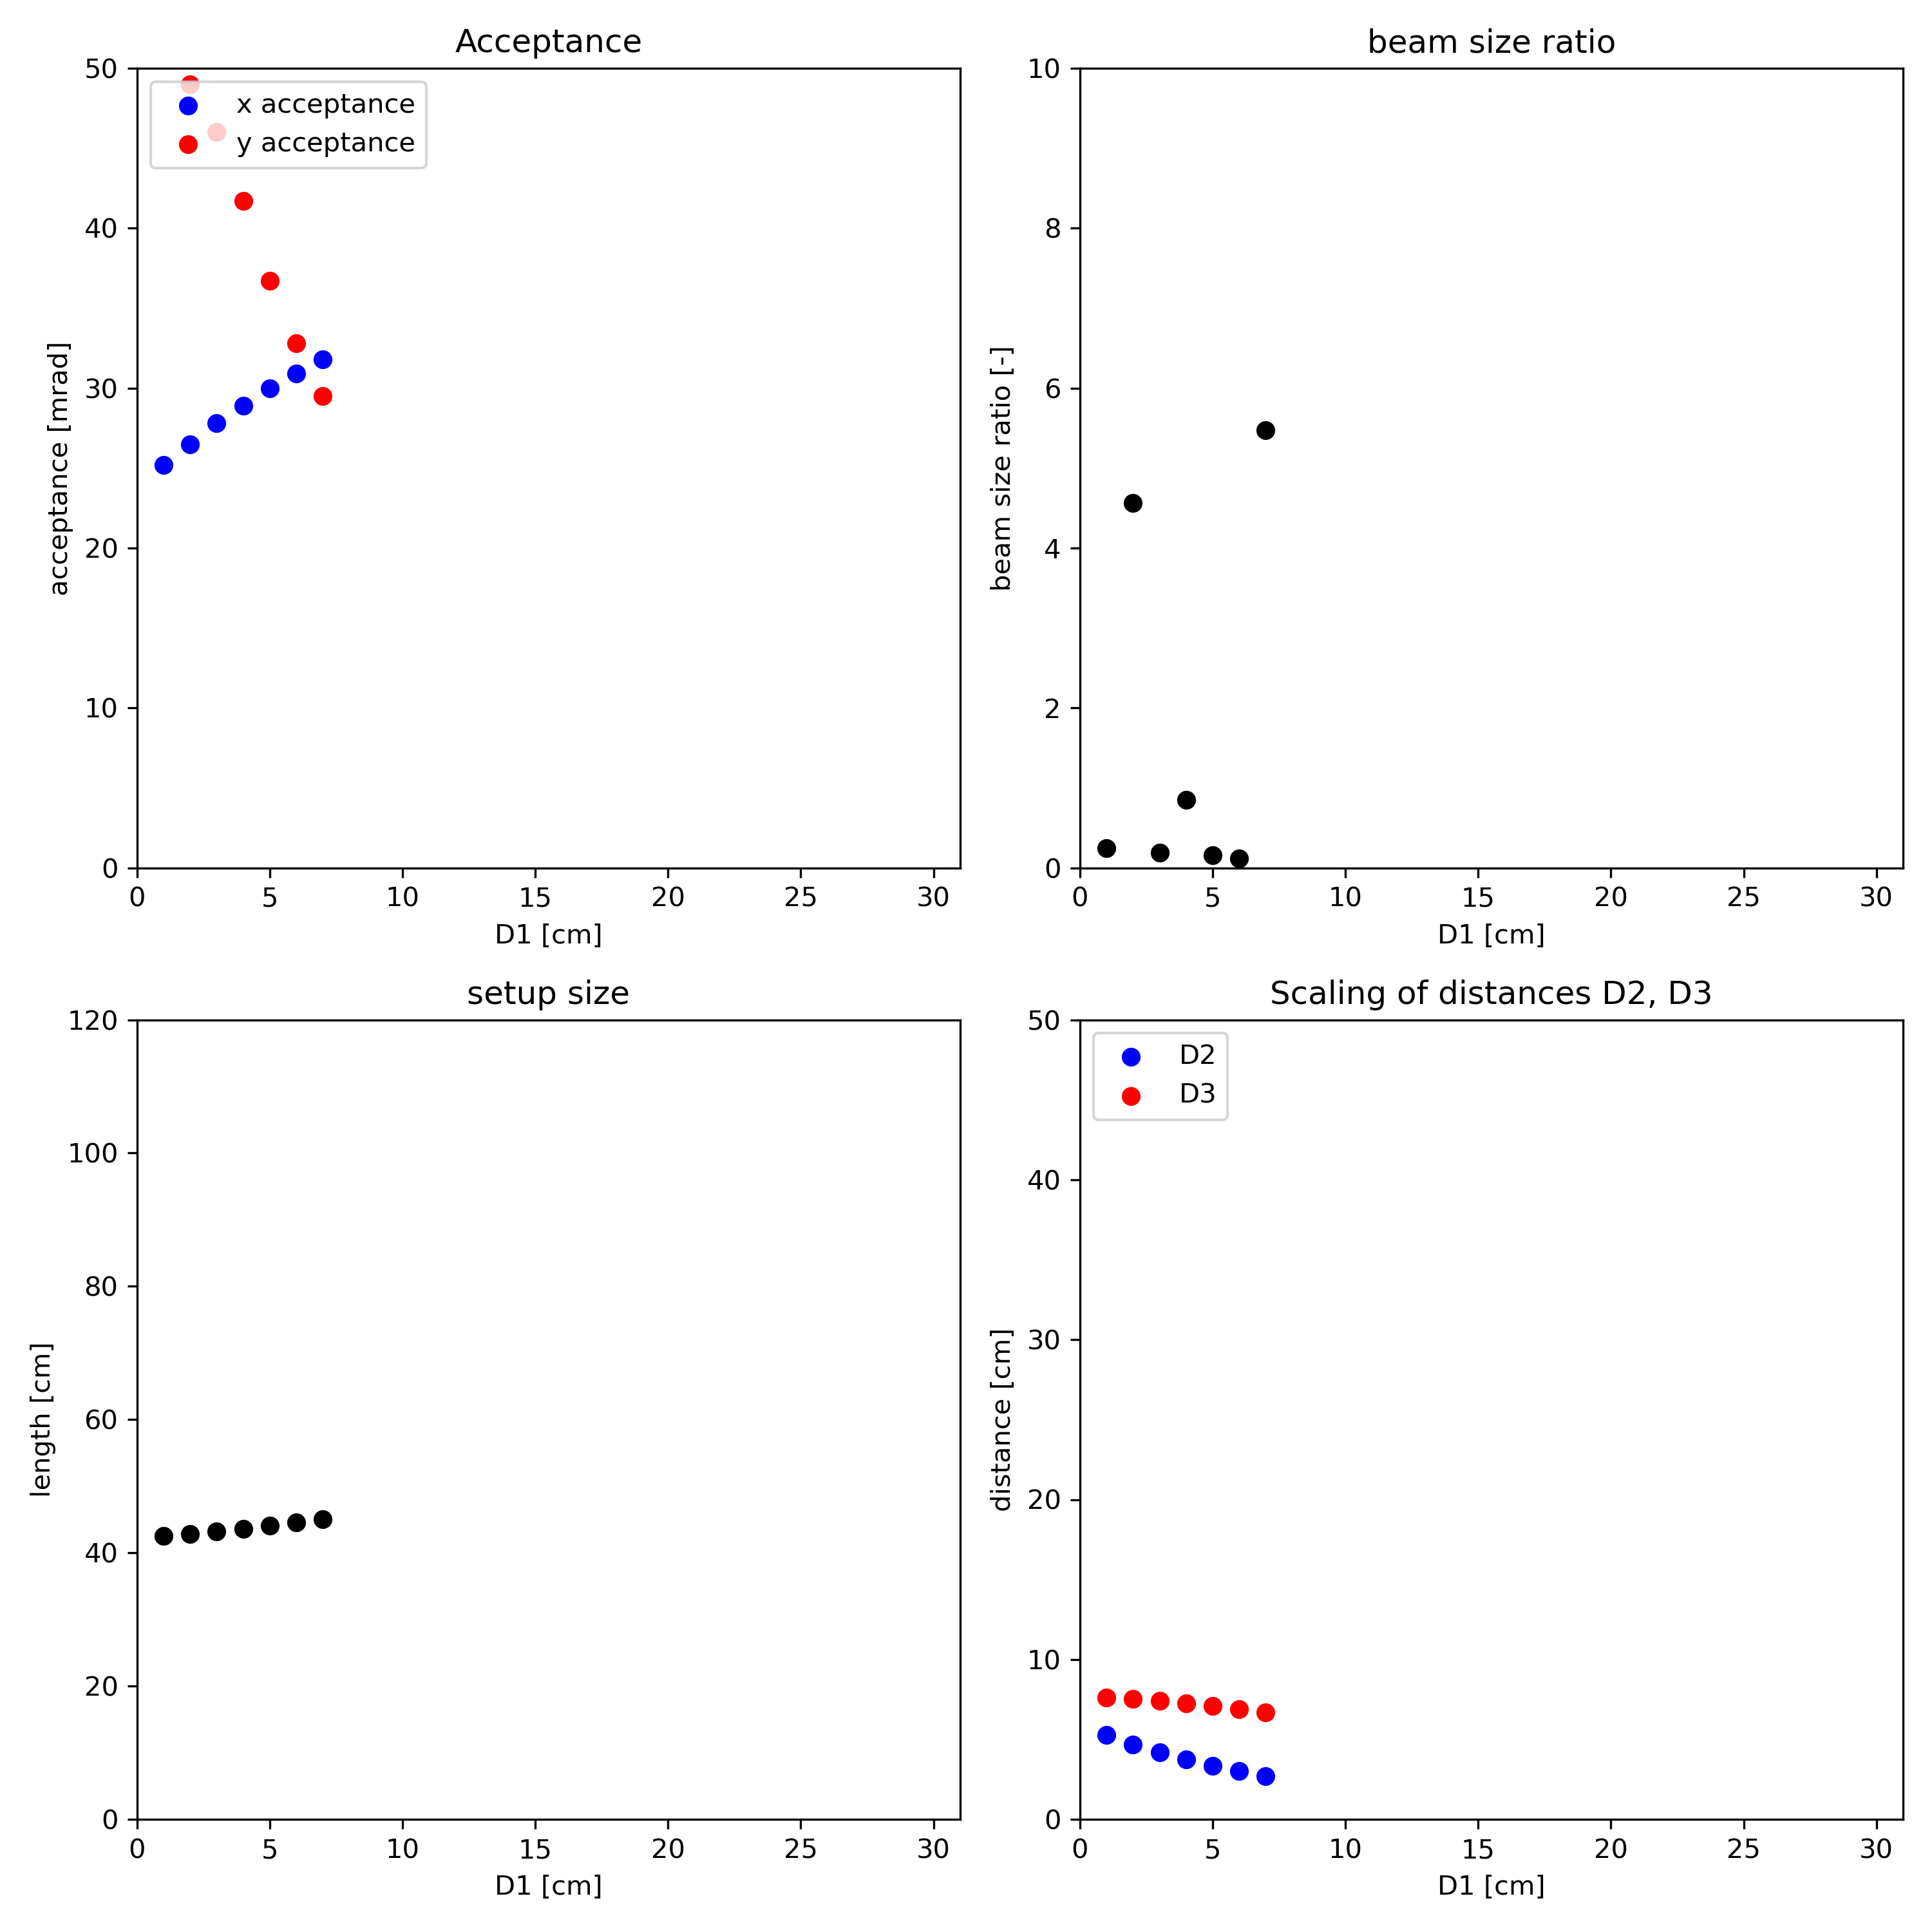 Acceptance
50
40
30
20
10
0
acceptance [mrad]
x acceptance
y acceptance
0 5 10 15 20 25 30
D1 [cm]
beam size ratio
10
8
6
4
2
0
beam size ratio [-]
0 5 10 15 20 25 30
D1 [cm]
setup size
120
100
80
60
40
20
0
length [cm]
0 5 10 15 20 25 30
D1 [cm]
Scaling of distances D2, D3
50
40
30
20
10
0
distance [cm]
D2
D3
0 5 10 15 20 25 30
D1 [cm]